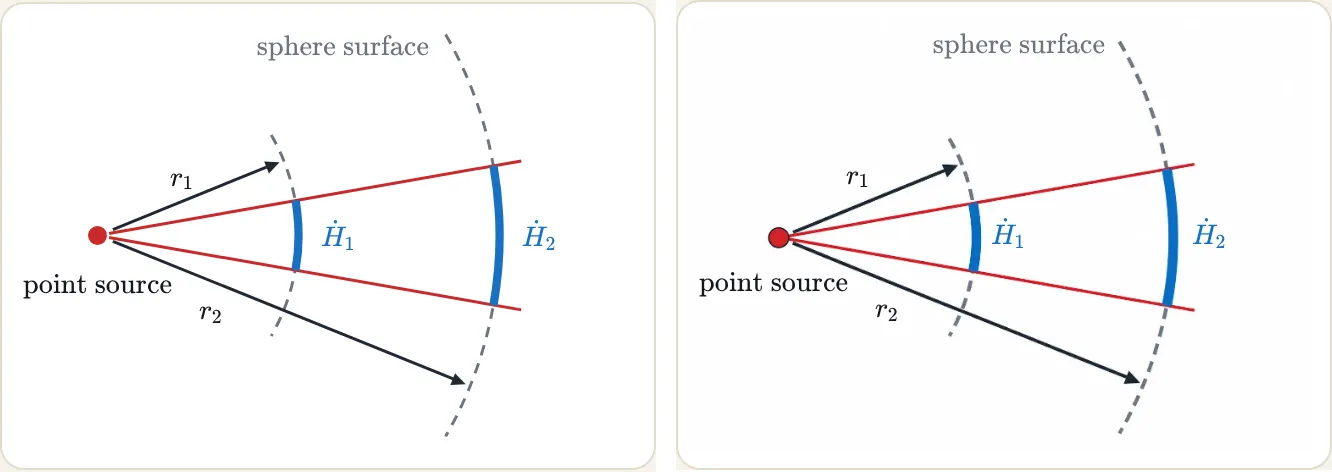 sphere surface
r₁
Ḣ₁
Ḣ₂
point source
r₂
sphere surface
r₁
Ḣ₁
Ḣ₂
point source
r₂